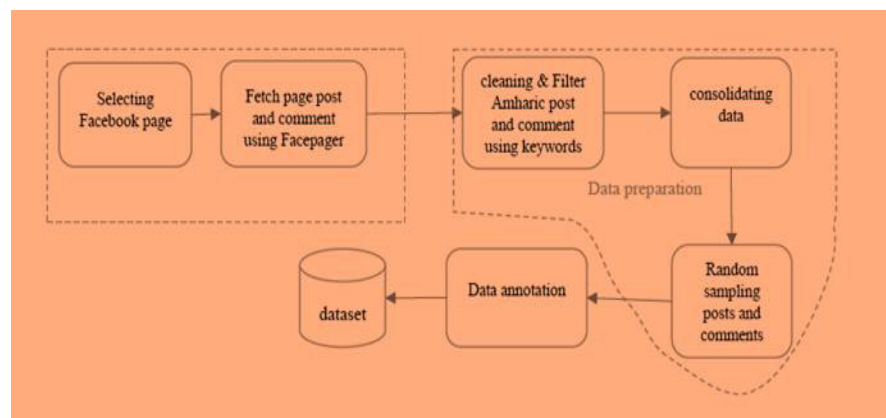 Selecting
Facebook page
Fetch page post
and comment
using Facepager
cleaning & Filter
Amharic post
and comment
using keywords
consolidating
data
Data preparation
Random
sampling
posts and
comments
Data annotation
dataset